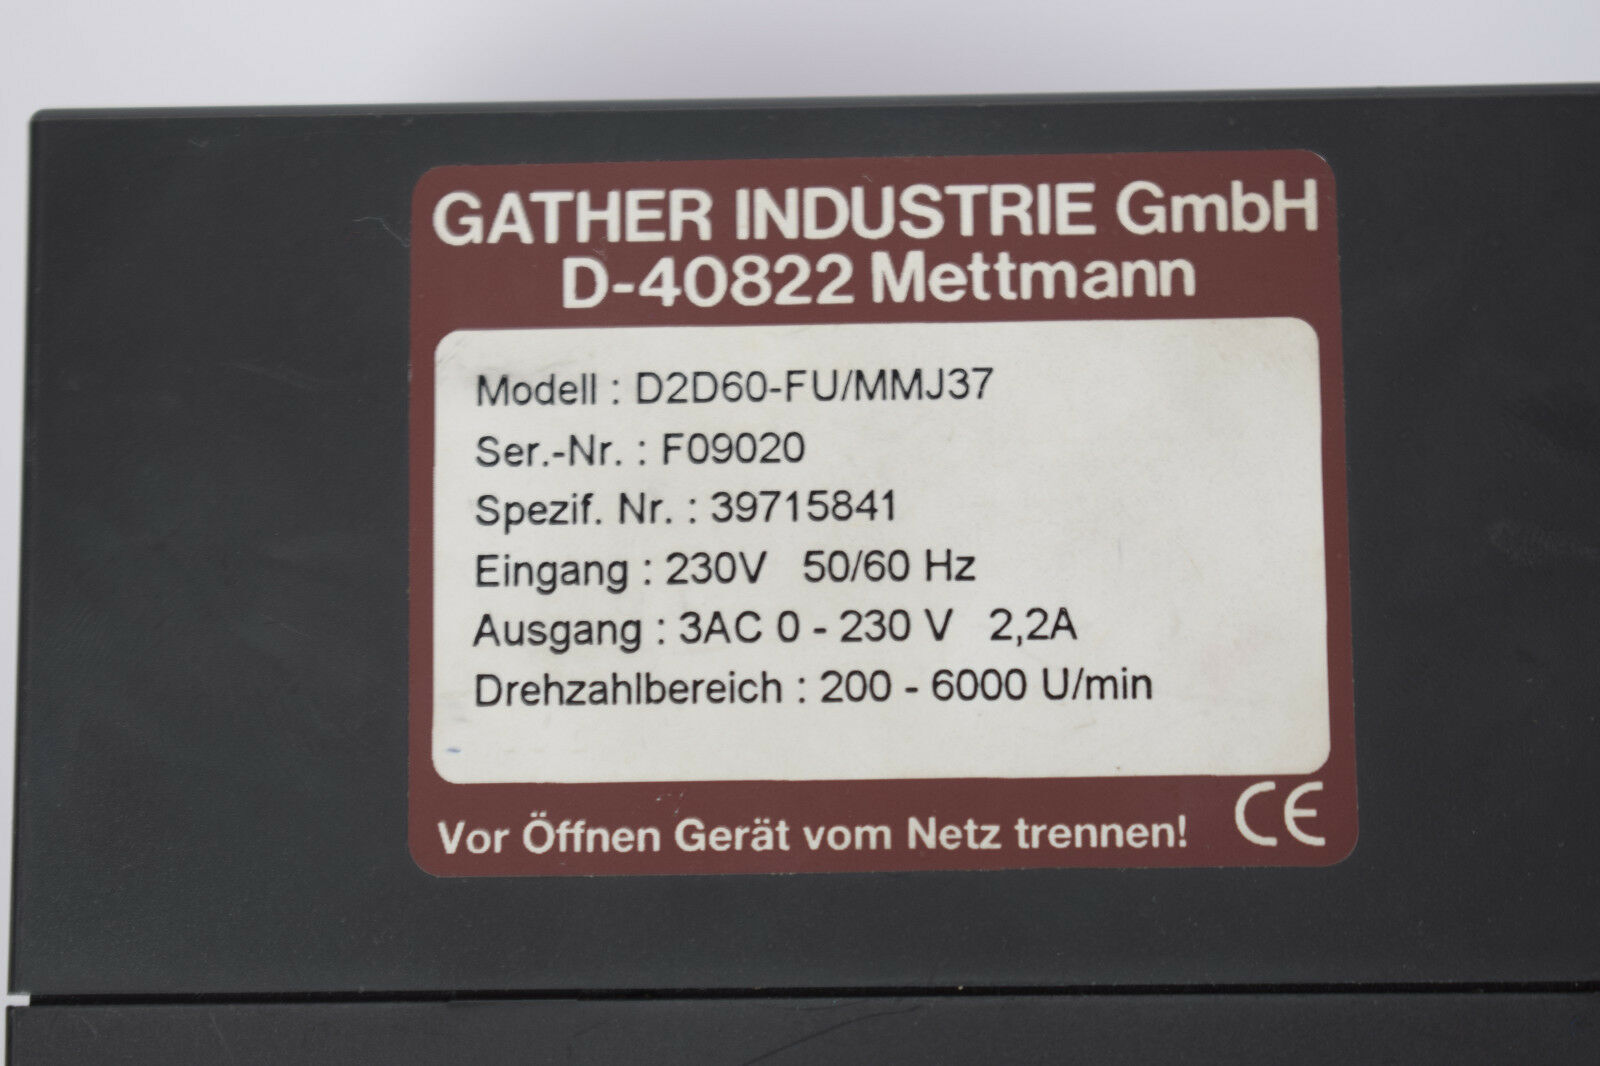 GATHER INDUSTRIE GmbH
D-40822 Mettmann
Modell : D2D60-FU/MMJ37
Ser.-Nr. : F09020
Spezif. Nr. : 39715841
Eingang : 230V 50/60 Hz
Ausgang : 3AC 0 - 230 V 2,2A
Drehzahlbereich : 200 - 6000 U/min
Vor Öffnen Gerät vom Netz trennen! CE